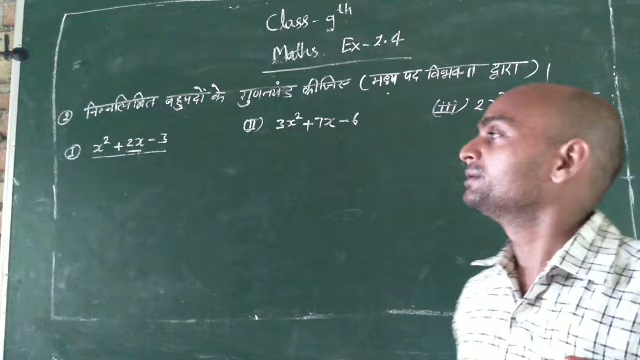 Class-9th
Maths. Ex-2.4
② निम्नलिखित बहुपदों के गुणनखंड कीजिए (मध्य पद विभक्ति द्वारा) |
(I) x² + 2x - 3 (II) 3x² + 7x - 6 (iii) 2